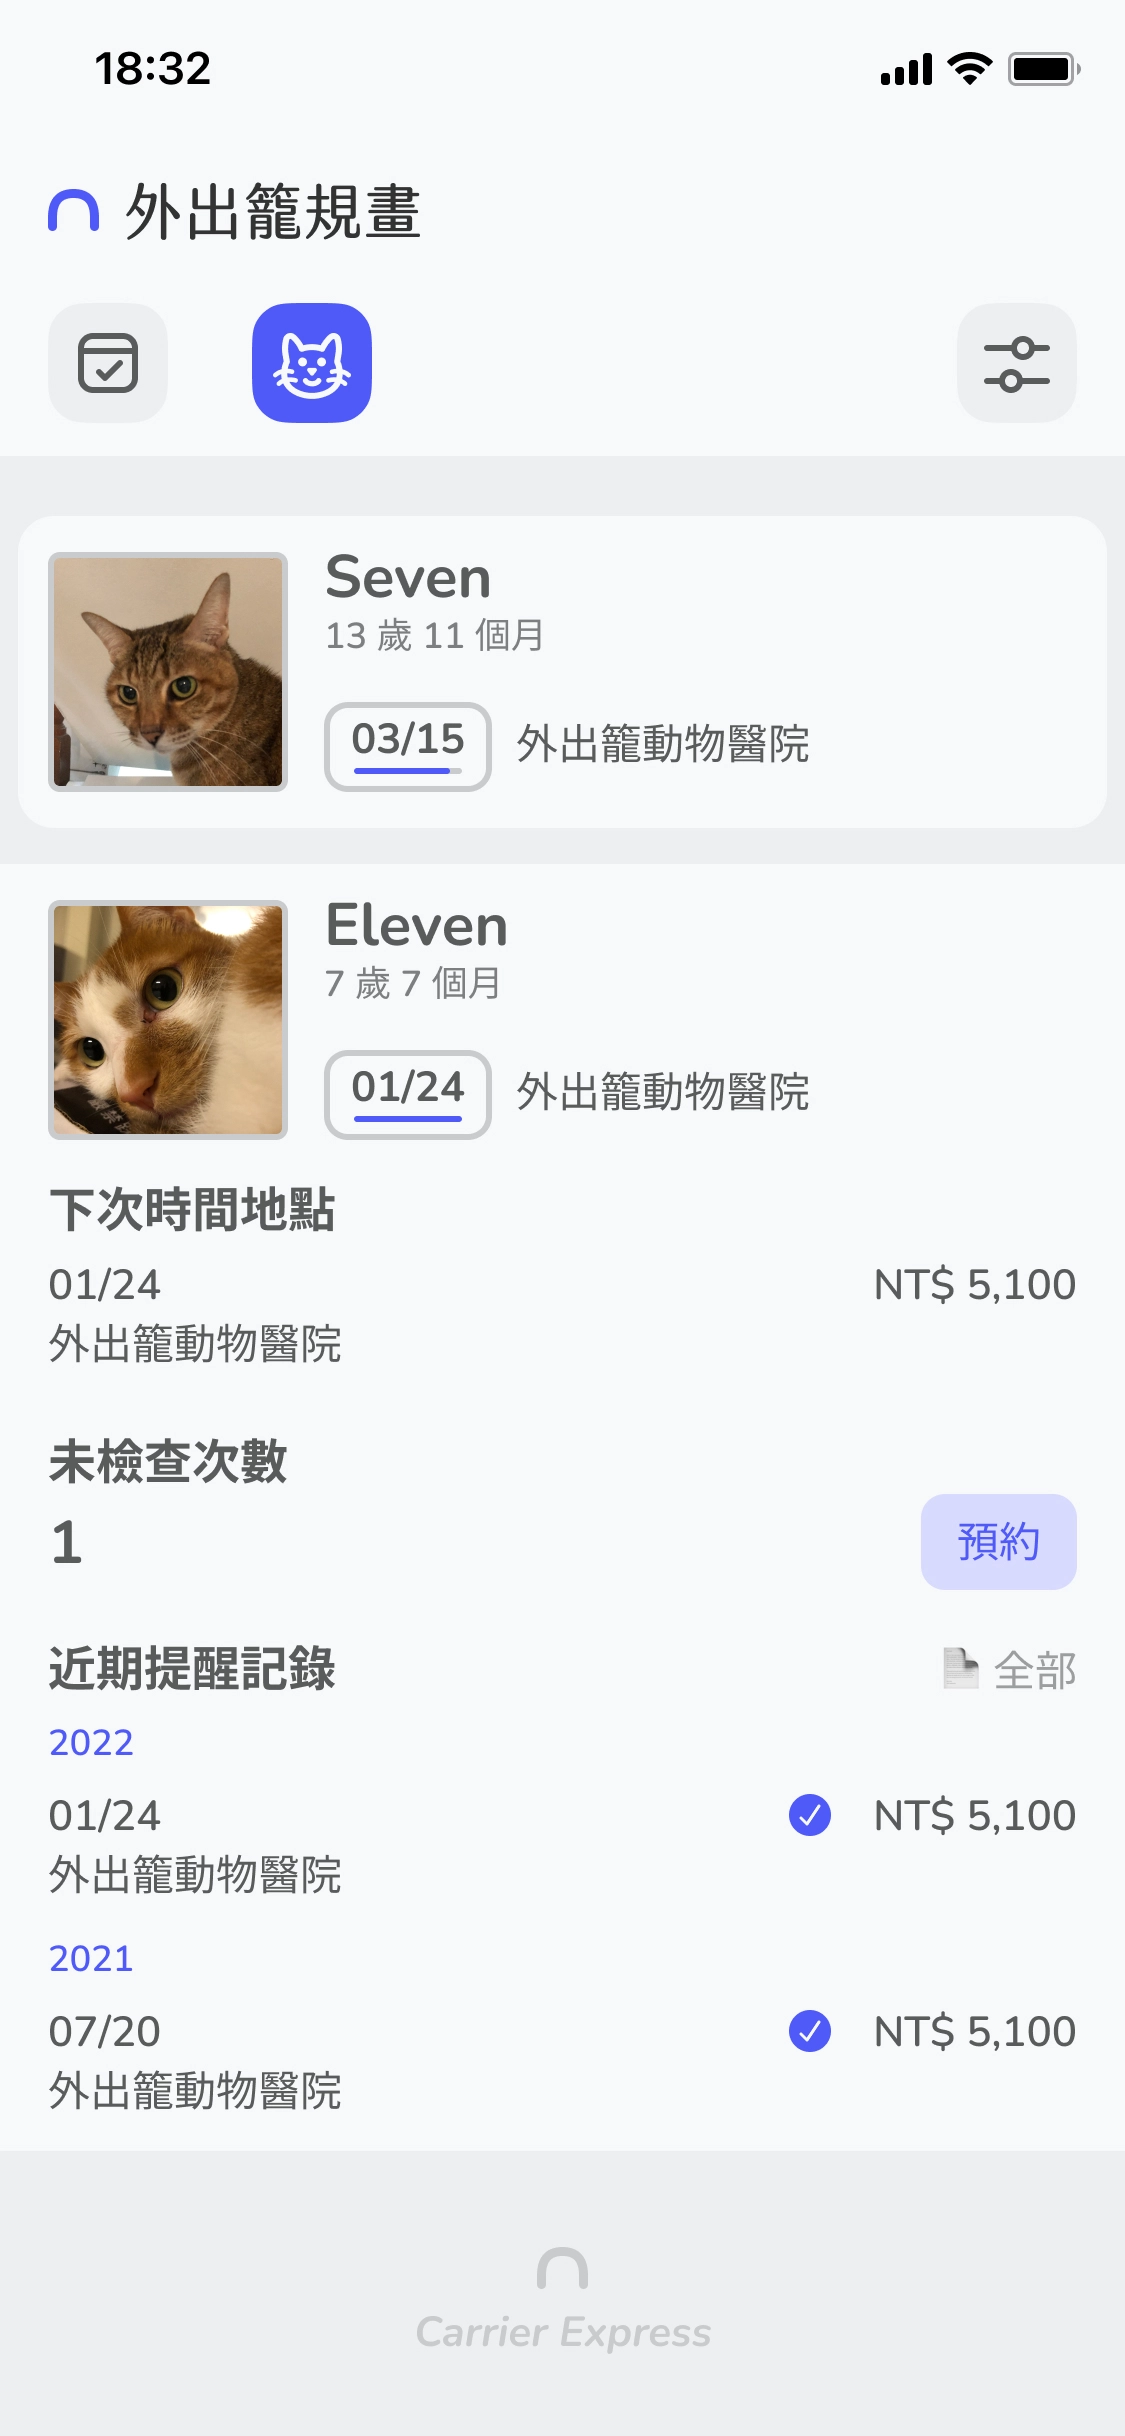 18:32
外出籠規畫
Seven
13 歲 11 個月
03/15 外出籠動物醫院
Eleven
7 歲 7 個月
01/24 外出籠動物醫院
下次時間地點
01/24 NT$ 5,100
外出籠動物醫院
未檢查次數
1 預約
近期提醒記錄 全部
2022
01/24 NT$ 5,100
外出籠動物醫院
2021
07/20 NT$ 5,100
外出籠動物醫院
Carrier Express